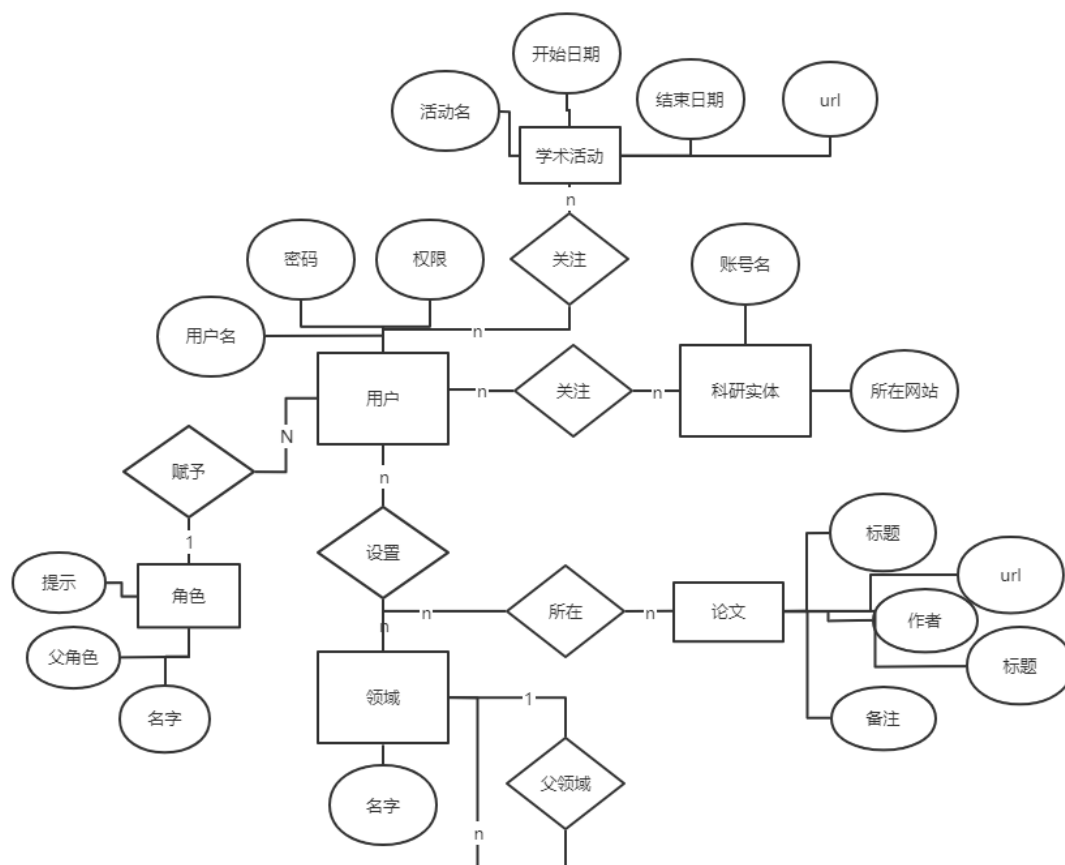 开始日期
结束日期
url
活动名
学术活动
n
关注
密码
权限
账号名
用户名
n
用户
n
关注
n
科研实体
所在网站
N
赋予
n
1
设置
标题
提示
角色
url
n
所在
n
论文
作者
n
父角色
标题
名字
领域
1
备注
父领域
名字
n